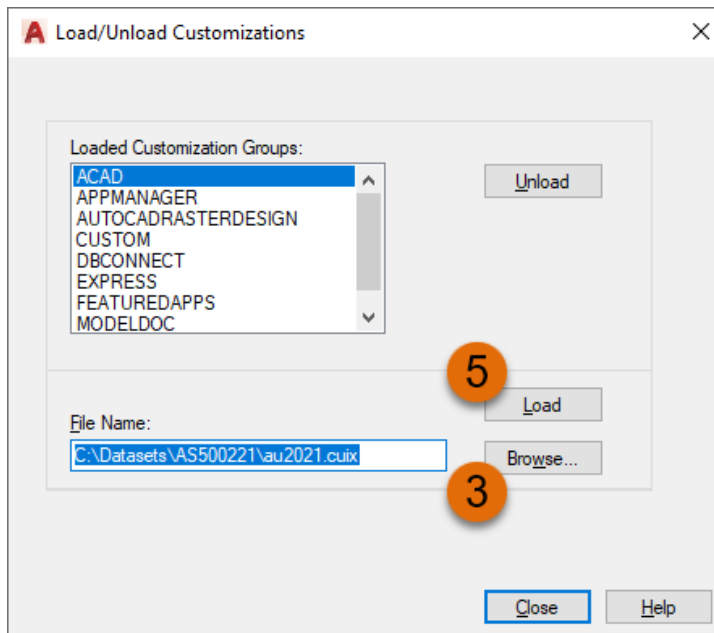 Load/Unload Customizations
Loaded Customization Groups:
ACAD
APPMANAGER
AUTOCADRASTERDESIGN
CUSTOM
DBCONNECT
EXPRESS
FEATUREDAPPS
MODELDOC
Unload
5
Load
File Name:
C:\Datasets\AS500221\au2021.cuix
Browse...
3
Close
Help